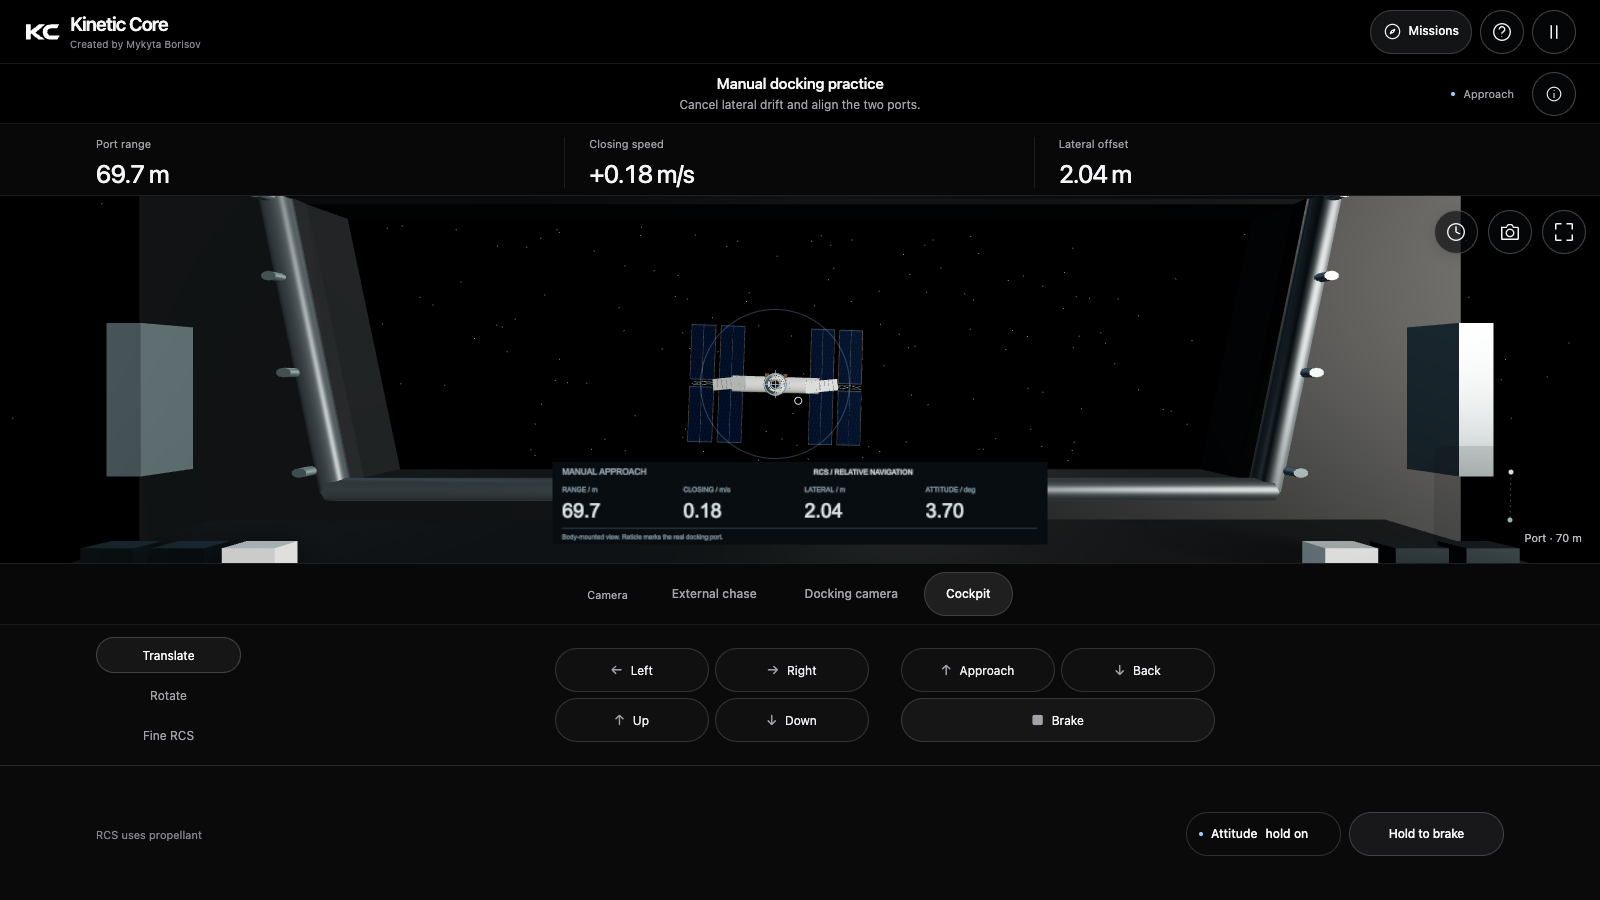 KC
Kinetic Core
Created by Mykyta Borisov
Missions
Manual docking practice
Cancel lateral drift and align the two ports.
Approach
Port range
69.7 m
Closing speed
+0.18 m/s
Lateral offset
2.04 m
MANUAL APPROACH
RCS / RELATIVE NAVIGATION
RANGE / m
CLOSING / m/s
LATERAL / m
ATTITUDE / deg
69.7
0.18
2.04
3.70
Body-mounted view. Reticle marks the real docking port.
Port · 70 m
Camera
External chase
Docking camera
Cockpit
Translate
Rotate
Fine RCS
← Left
→ Right
↑ Up
↓ Down
↑ Approach
↓ Back
Brake
RCS uses propellant
Attitude hold on
Hold to brake